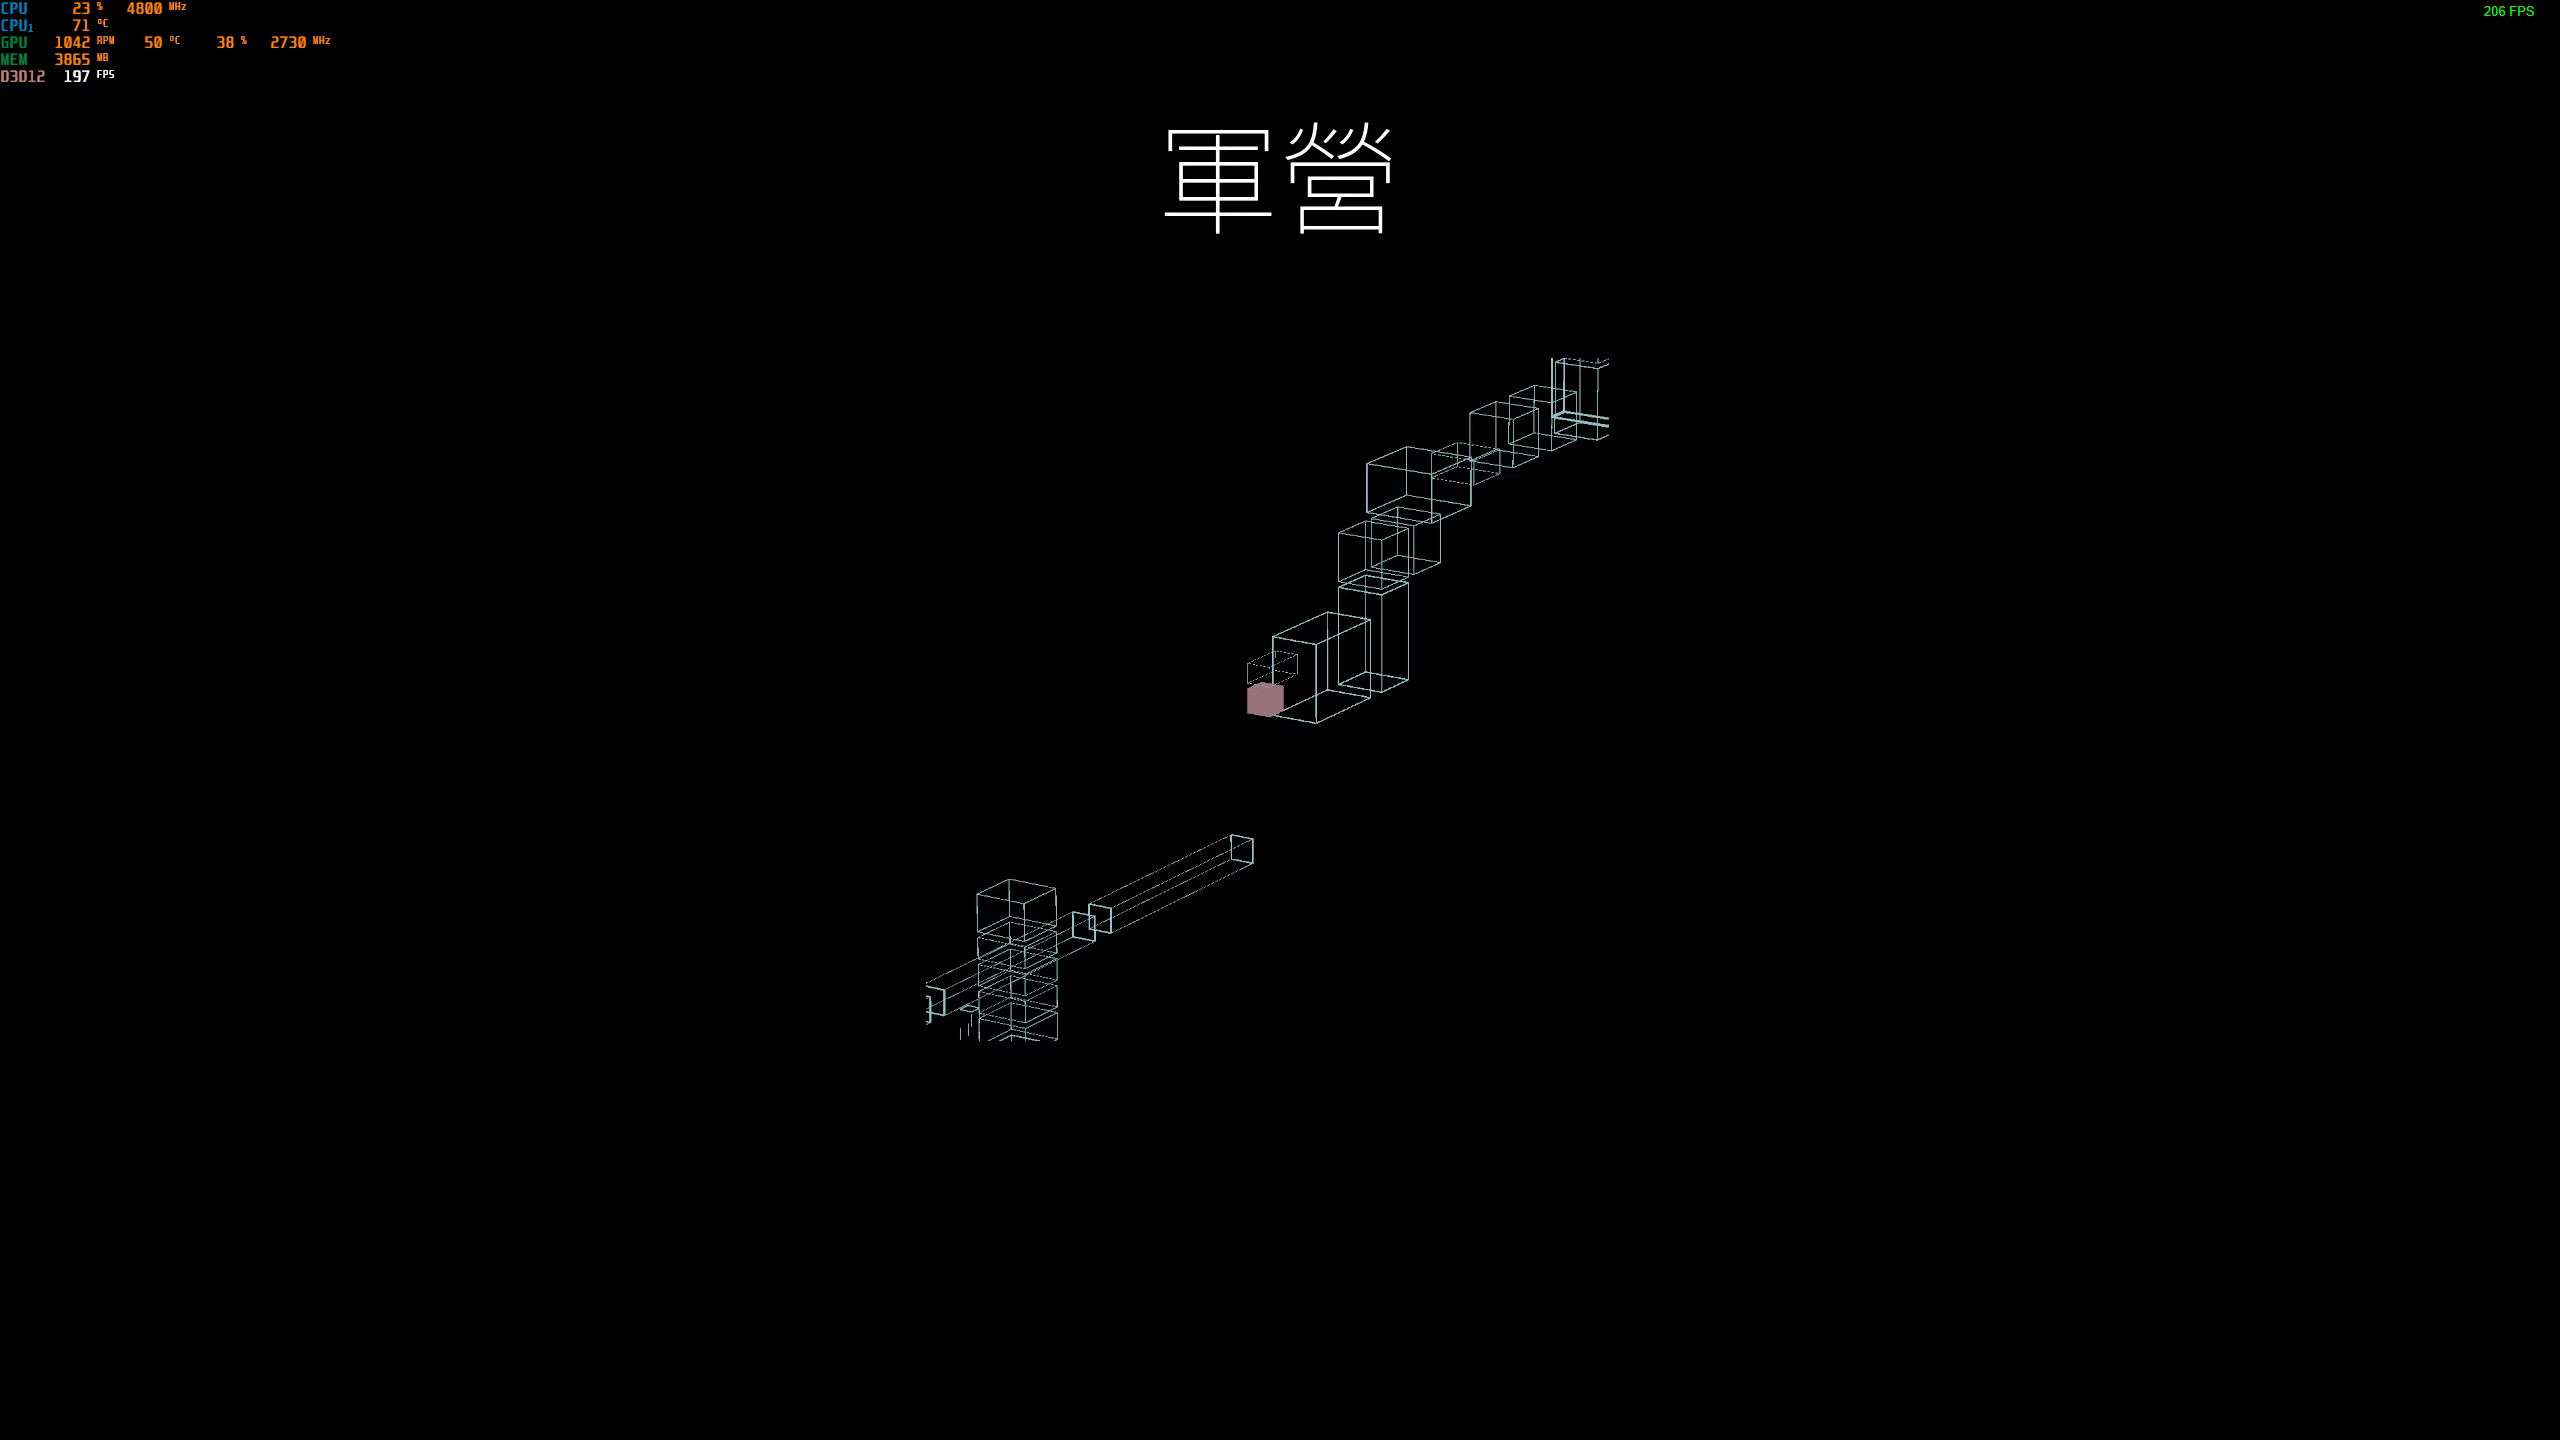 CPU 23 % 4800 MHz
CPU1 71 °C
GPU 1042 RPM 50 °C 38 % 2730 MHz
MEM 3865 MB
D3D12 197 FPS
206 FPS
軍營